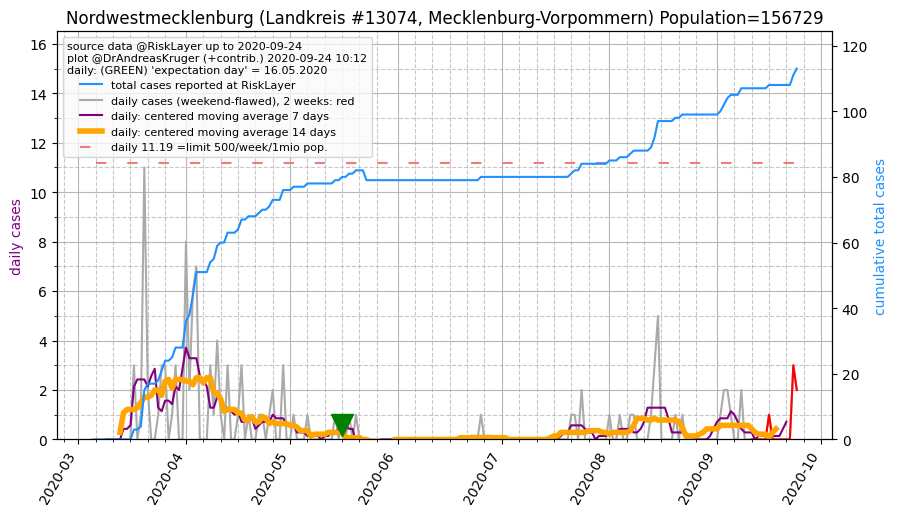 Nordwestmecklenburg (Landkreis #13074, Mecklenburg-Vorpommern) Population=156729
source data @RiskLayer up to 2020-09-24
plot @DrAndreasKruger (+contrib.) 2020-09-24 10:12
daily: (GREEN) 'expectation day' = 16.05.2020
total cases reported at RiskLayer
daily cases (weekend-flawed), 2 weeks: red
daily: centered moving average 7 days
daily: centered moving average 14 days
daily 11.19 =limit 500/week/1mio pop.
daily cases
16
14
12
10
8
6
4
2
0
cumulative total cases
120
100
80
60
40
20
0
2020-03
2020-04
2020-05
2020-06
2020-07
2020-08
2020-09
2020-10